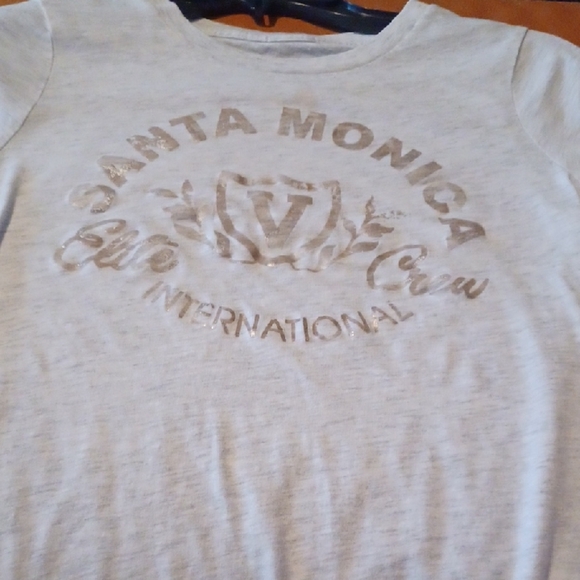 SANTA MONICA
V
Elite Crew
INTERNATIONAL